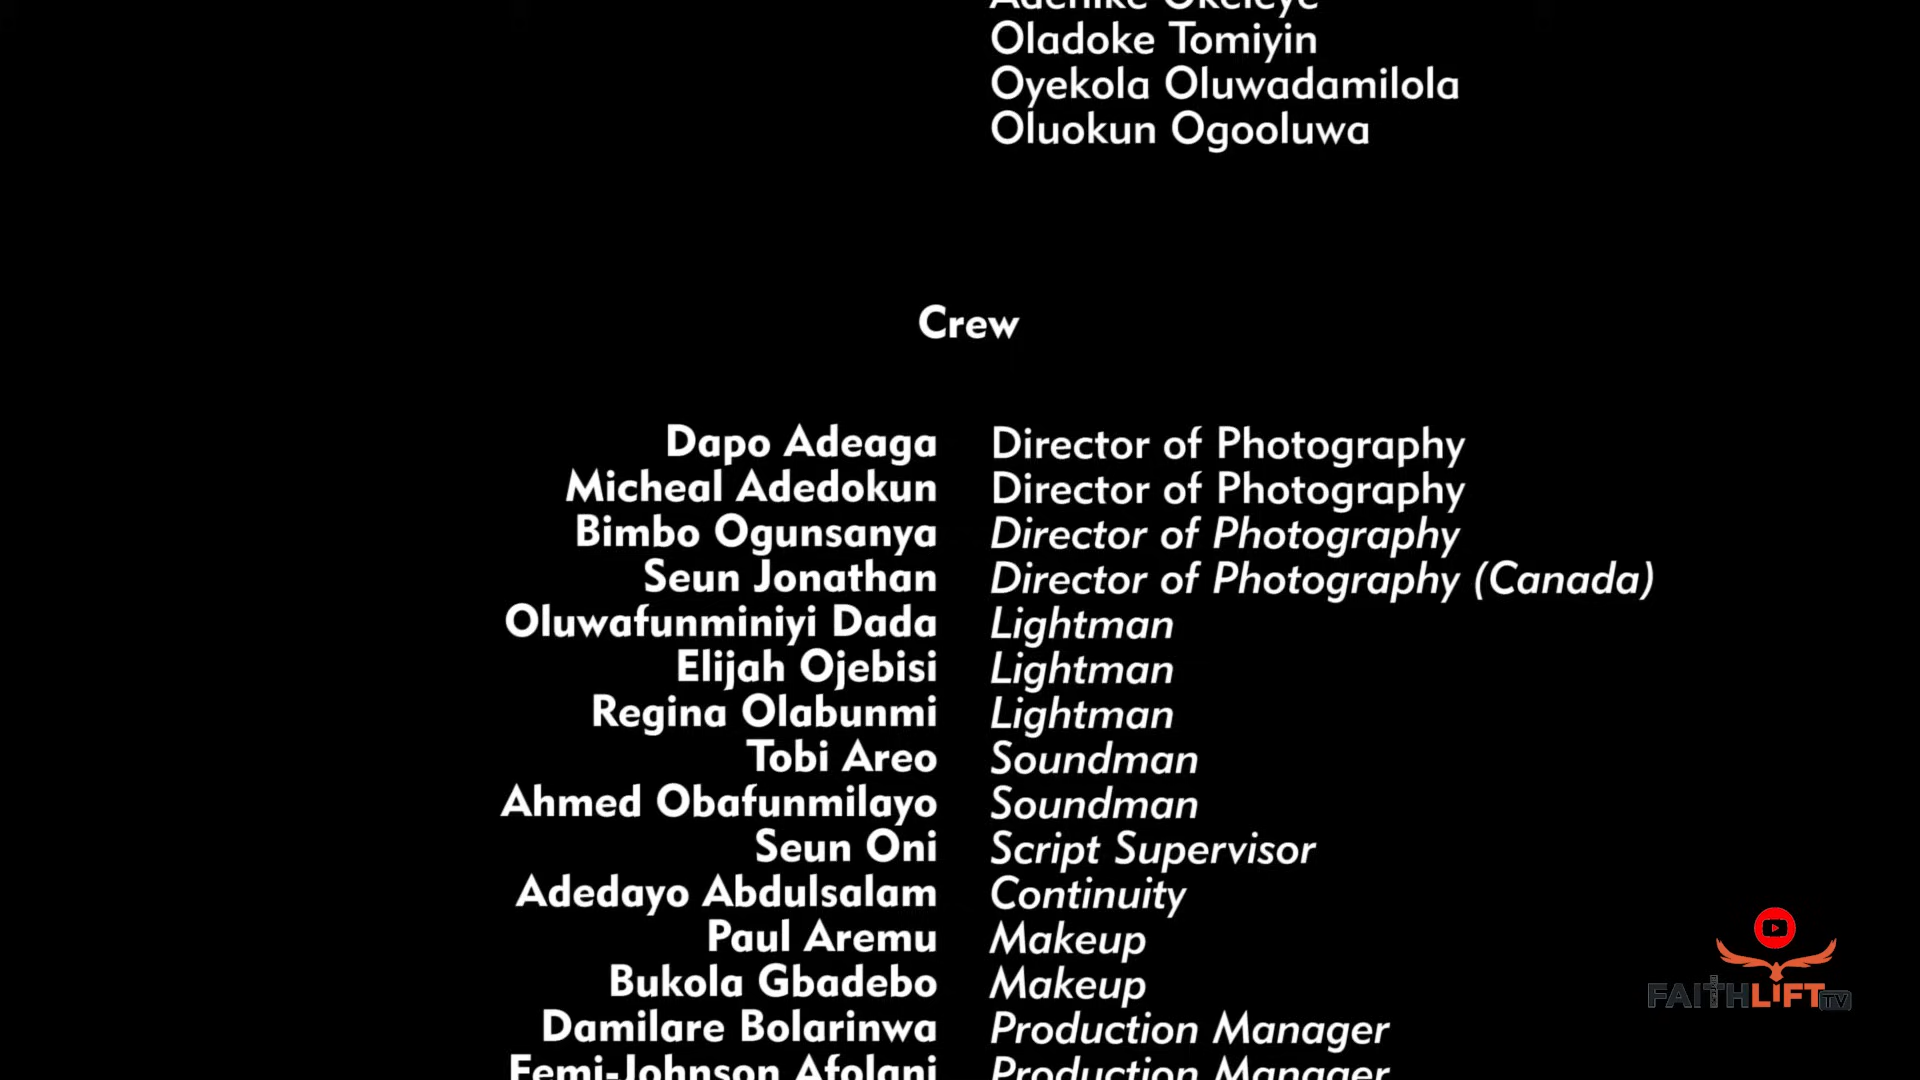 Adenike Okeleye
Oladoke Tomiyin
Oyekola Oluwadamilola
Oluokun Ogooluwa
Crew
Dapo Adeaga Director of Photography
Micheal Adedokun Director of Photography
Bimbo Ogunsanya Director of Photography
Seun Jonathan Director of Photography (Canada)
Oluwafunminiyi Dada Lightman
Elijah Ojebisi Lightman
Regina Olabunmi Lightman
Tobi Areo Soundman
Ahmed Obafunmilayo Soundman
Seun Oni Script Supervisor
Adedayo Abdulsalam Continuity
Paul Aremu Makeup
Bukola Gbadebo Makeup
Damilare Bolarinwa Production Manager
Femi-Johnson Afolani Production Manager
FAITHLIFT TV